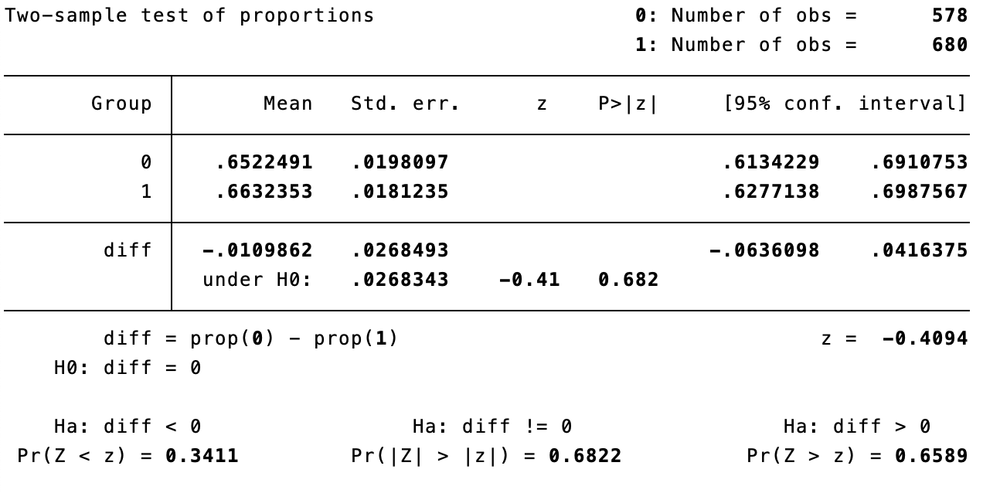 Two-sample test of proportions 0: Number of obs = 578
1: Number of obs = 680
Group Mean Std. err. z P>|z| [95% conf. interval]
0 .6522491 .0198097 .6134229 .6910753
1 .6632353 .0181235 .6277138 .6987567
diff -.0109862 .0268493 -.0636098 .0416375
under H0: .0268343 -0.41 0.682
diff = prop(0) - prop(1) z = -0.4094
H0: diff = 0
Ha: diff < 0 Ha: diff != 0 Ha: diff > 0
Pr(Z < z) = 0.3411 Pr(|Z| > |z|) = 0.6822 Pr(Z > z) = 0.6589